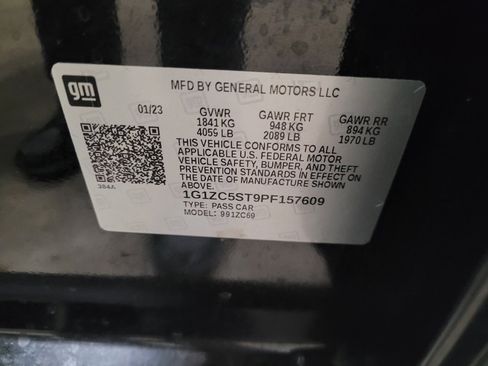 gm
MFD BY GENERAL MOTORS LLC
01/23 GVWR GAWR FRT GAWR RR
1841 KG 948 KG 894 KG
4059 LB 2089 LB 1970 LB
THIS VEHICLE CONFORMS TO ALL
APPLICABLE U.S. FEDERAL MOTOR
VEHICLE SAFETY, BUMPER, AND THEFT
PREVENTION STANDARDS IN EFFECT ON
THE DATE OF MANUFACTURE SHOWN
ABOVE.
1G1ZC5ST9PF157609
TYPE: PASS CAR
MODEL: 991ZC69